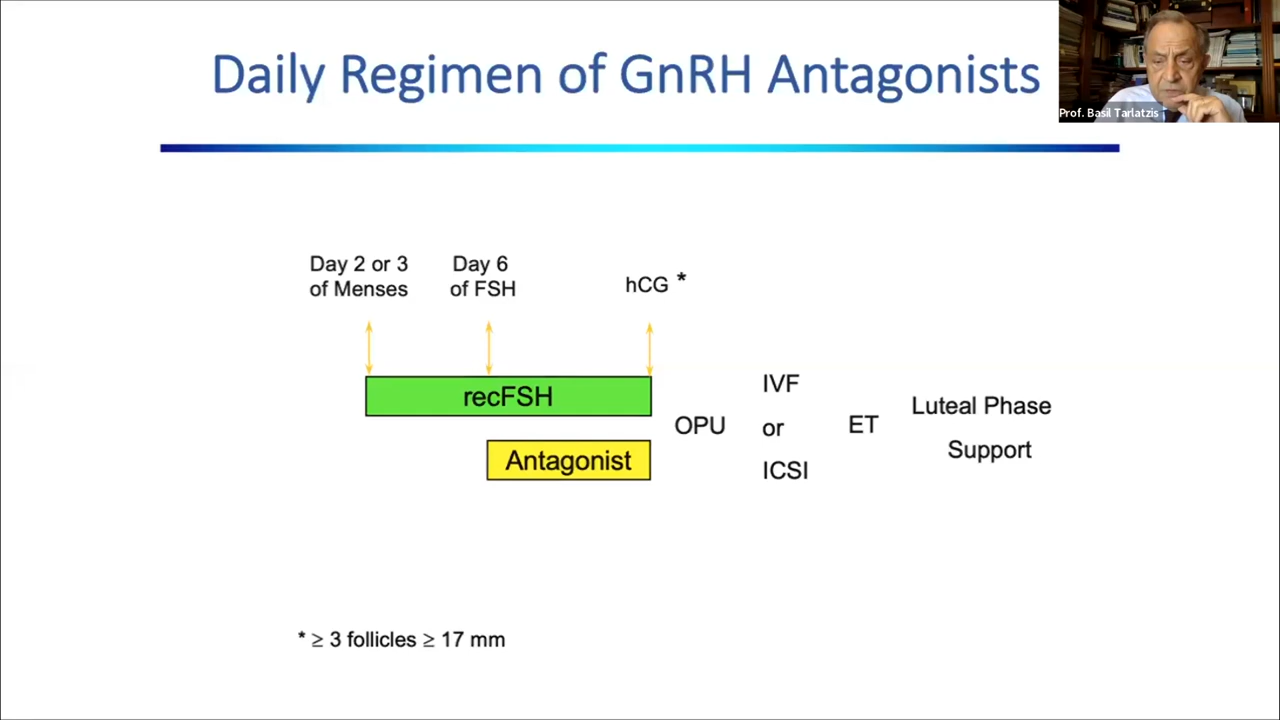 Daily Regimen of GnRH Antagonists
Prof. Basil Tarlatzis
Day 2 or 3
of Menses
Day 6
of FSH
hCG *
recFSH
Antagonist
OPU
IVF
or
ICSI
ET
Luteal Phase
Support
* ≥ 3 follicles ≥ 17 mm